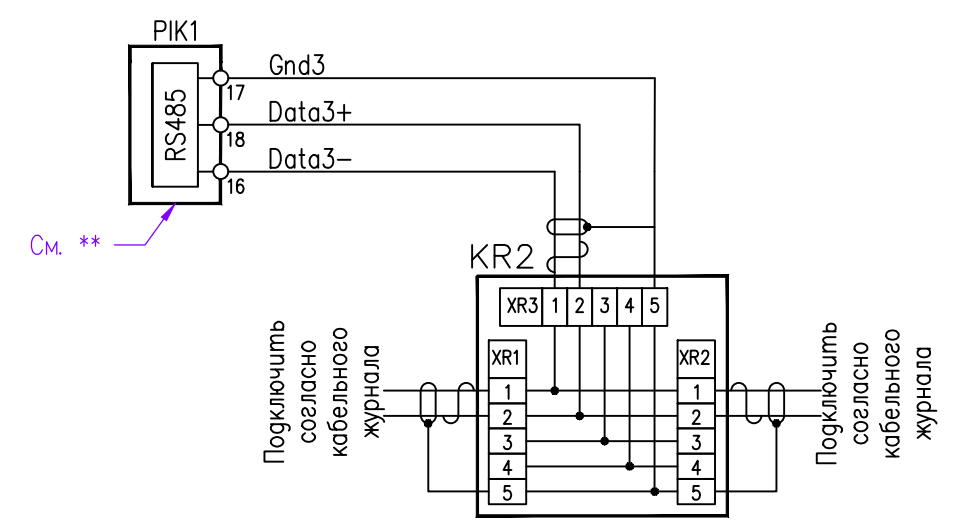 PIK1
RS485
Gnd3
17
Data3+
18
Data3-
16
См. **
KR2
XR3 1 2 3 4 5
XR1
1
2
3
4
5
XR2
1
2
3
4
5
Подключить
согласно
кабельного
журнала
Подключить
согласно
кабельного
журнала